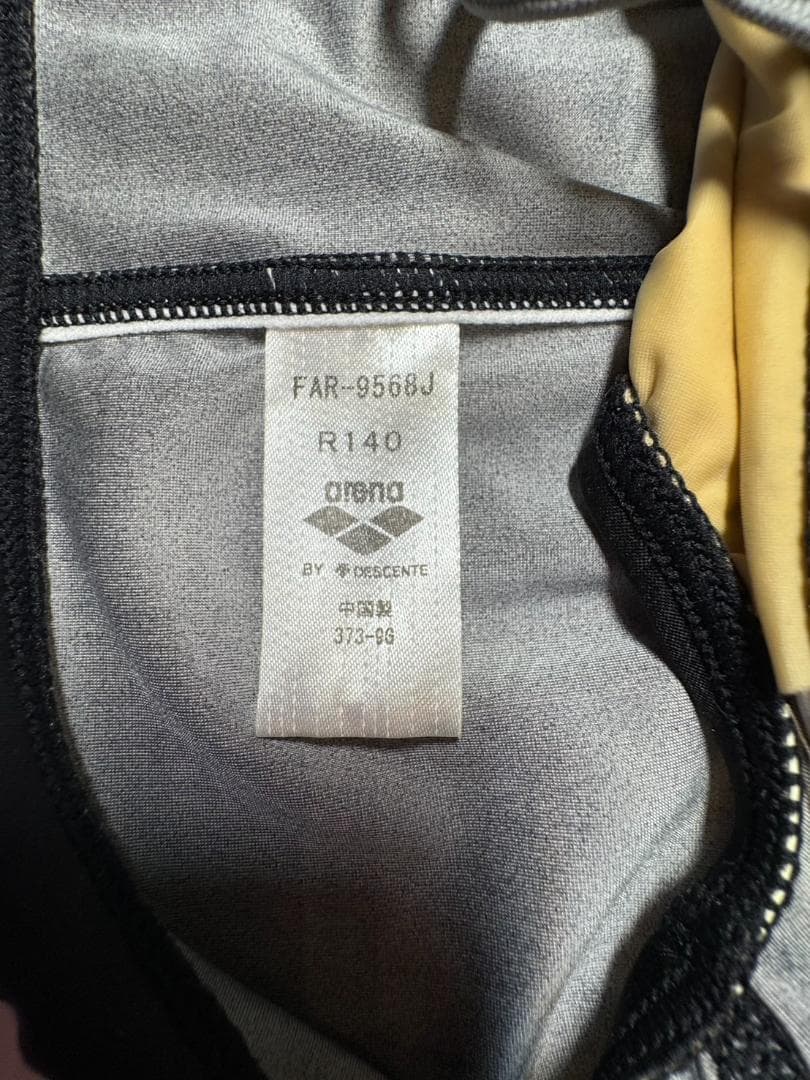 FAR-9568J
R140
arena
BY DESCENTE
中国製
373-9G